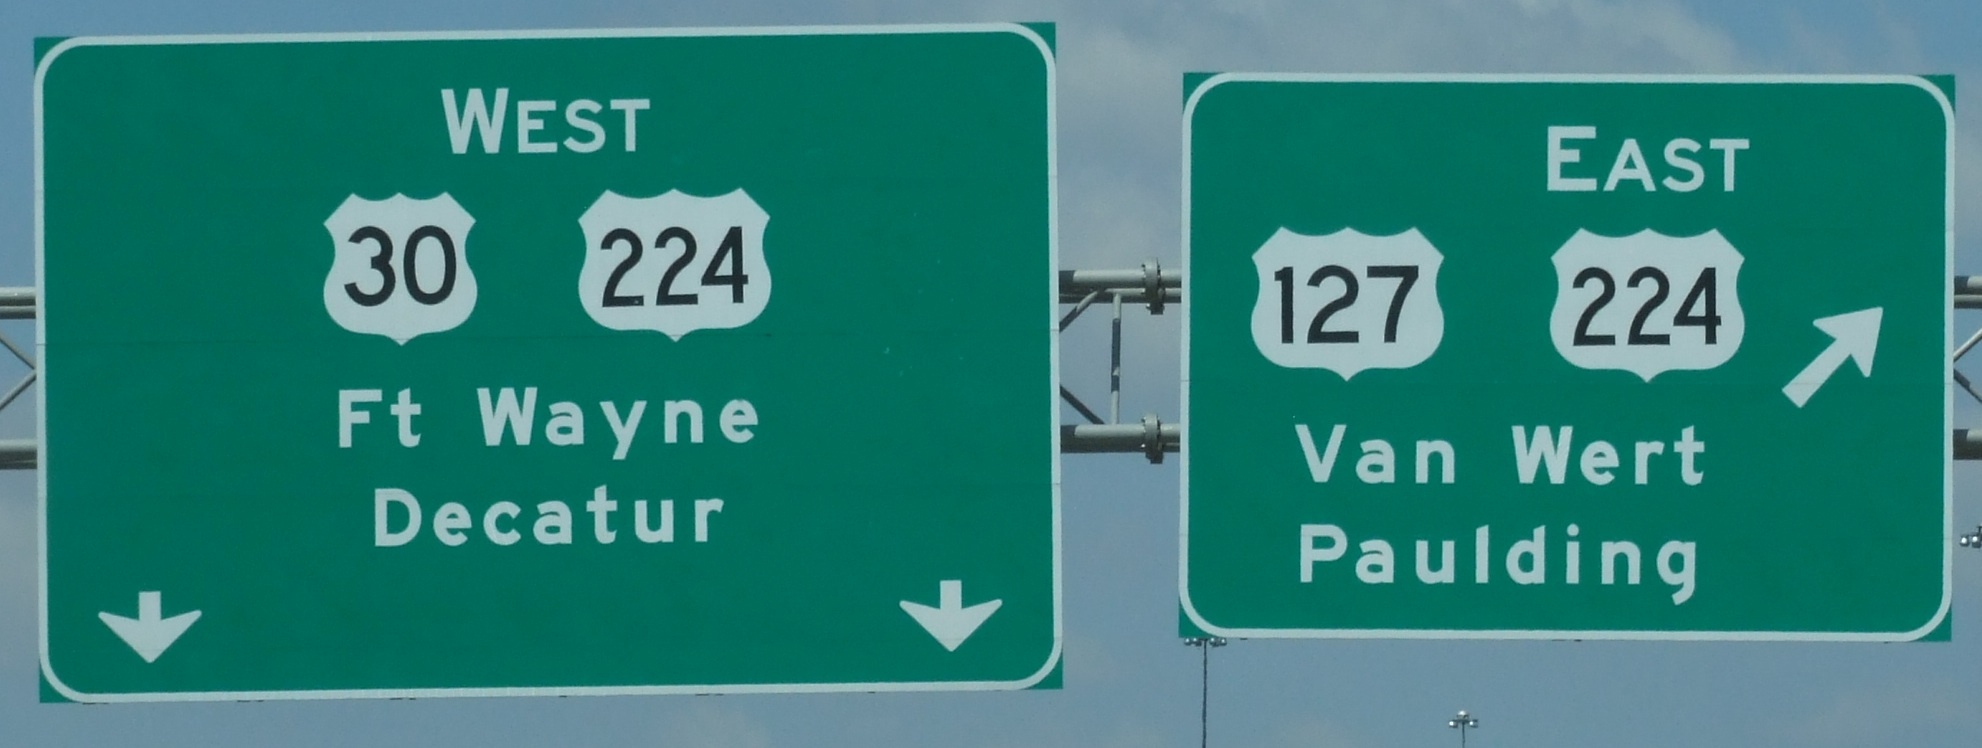 WEST
30 224
Ft Wayne
Decatur
EAST
127 224
Van Wert
Paulding